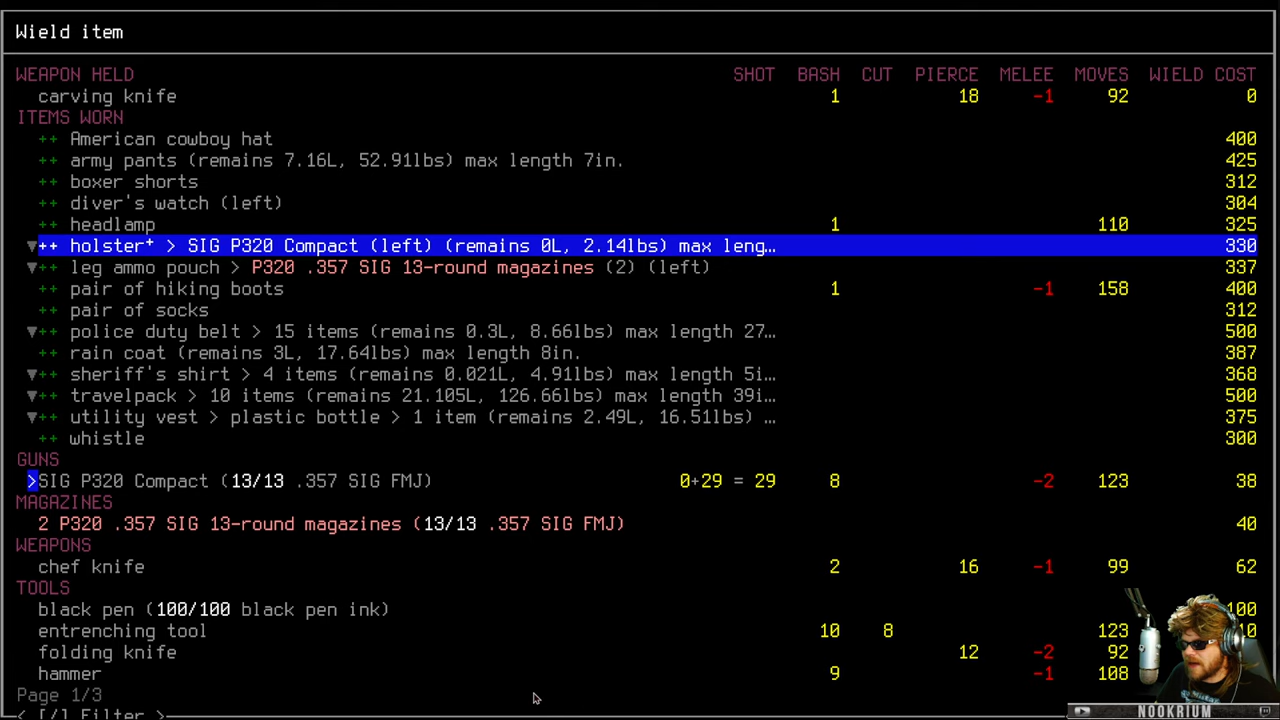 Wield item
WEAPON HELD SHOT BASH CUT PIERCE MELEE MOVES WIELD COST
carving knife 1 18 -1 92 0
ITEMS WORN
++ American cowboy hat 400
++ army pants (remains 7.16L, 52.91lbs) max length 7in. 425
++ boxer shorts 312
++ diver's watch (left) 304
++ headlamp 1 110 325
▼++ holster* > SIG P320 Compact (left) (remains 0L, 2.14lbs) max leng… 330
▼++ leg ammo pouch > P320 .357 SIG 13-round magazines (2) (left) 337
++ pair of hiking boots 1 -1 158 400
++ pair of socks 312
▼++ police duty belt > 15 items (remains 0.3L, 8.66lbs) max length 27… 500
++ rain coat (remains 3L, 17.64lbs) max length 8in. 387
▼++ sheriff's shirt > 4 items (remains 0.021L, 4.91lbs) max length 5i… 368
▼++ travelpack > 10 items (remains 21.105L, 126.66lbs) max length 39i… 500
▼++ utility vest > plastic bottle > 1 item (remains 2.49L, 16.51lbs) … 375
++ whistle 300
GUNS
>SIG P320 Compact (13/13 .357 SIG FMJ) 0+29 = 29 8 -2 123 38
MAGAZINES
2 P320 .357 SIG 13-round magazines (13/13 .357 SIG FMJ) 40
WEAPONS
chef knife 2 16 -1 99 62
TOOLS
black pen (100/100 black pen ink) 100
entrenching tool 10 8 123
folding knife 12 -2 92
hammer 9 -1 108
Page 1/3
< [/] Filter >
NOOKRIUM